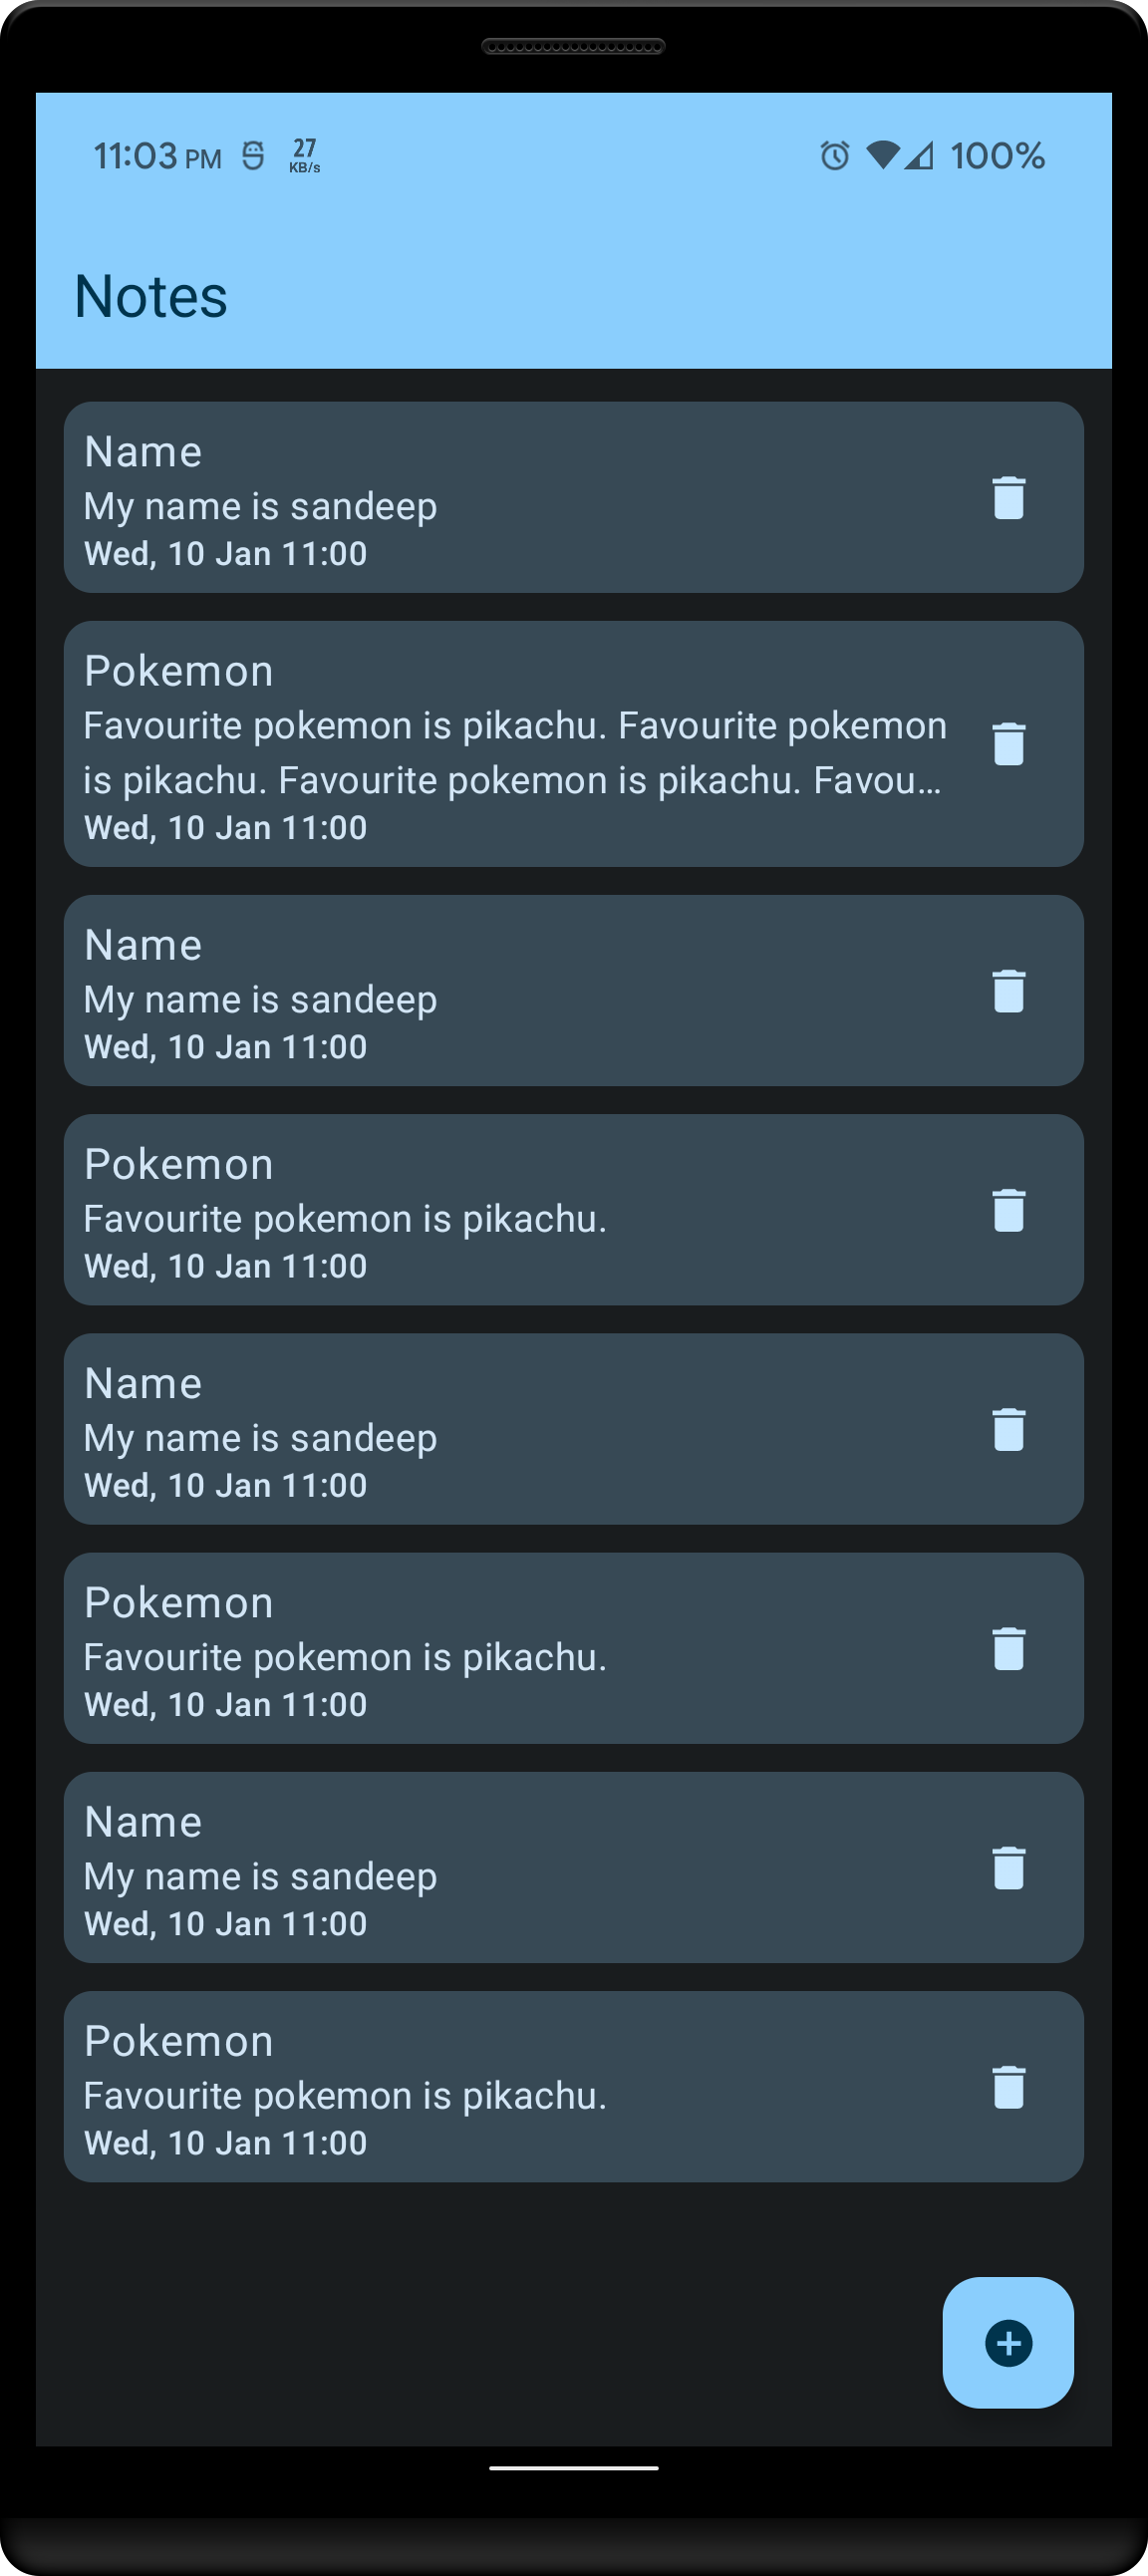 11:03 PM 27 KB/s 100%
Notes
Name
My name is sandeep
Wed, 10 Jan 11:00
Pokemon
Favourite pokemon is pikachu. Favourite pokemon
is pikachu. Favourite pokemon is pikachu. Favou...
Wed, 10 Jan 11:00
Name
My name is sandeep
Wed, 10 Jan 11:00
Pokemon
Favourite pokemon is pikachu.
Wed, 10 Jan 11:00
Name
My name is sandeep
Wed, 10 Jan 11:00
Pokemon
Favourite pokemon is pikachu.
Wed, 10 Jan 11:00
Name
My name is sandeep
Wed, 10 Jan 11:00
Pokemon
Favourite pokemon is pikachu.
Wed, 10 Jan 11:00